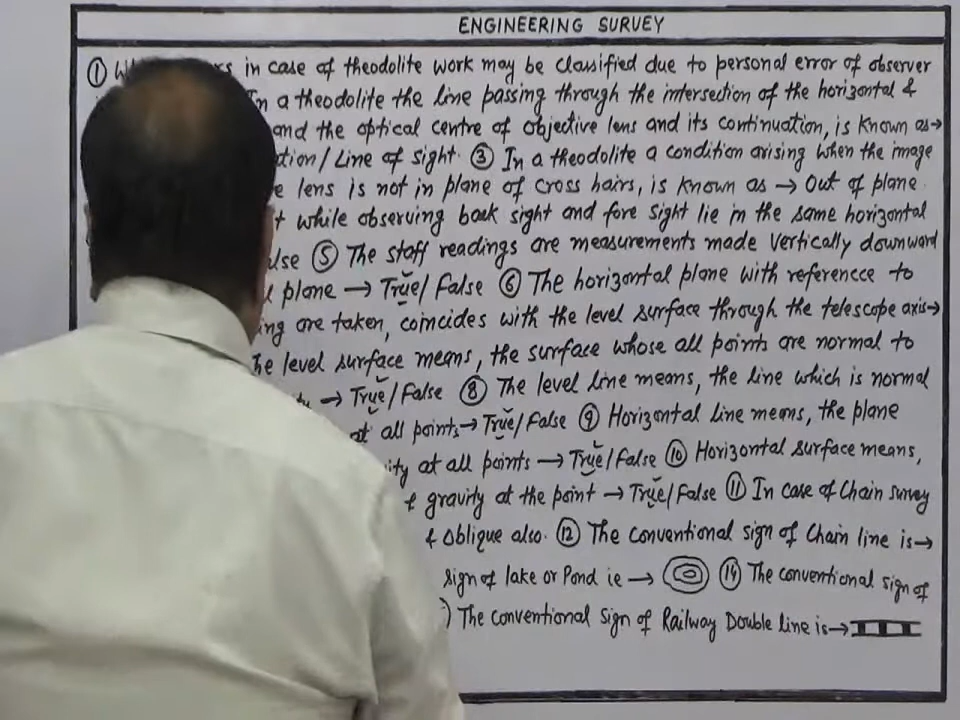 ENGINEERING SURVEY
① in case of theodolite work may be classified due to personal error of observer
In a theodolite the line passing through the intersection of the horizontal &
and the optical centre of objective lens and its continuation, is known as→
/ Line of sight. ③ In a theodolite a condition arising when the image
lens is not in plane of cross hairs, is known as → Out of plane.
while observing back sight and fore sight lie in the same horizontal
⑤ The staff readings are measurements made vertically downward
plane → True/False ⑥ The horizontal plane with referencce to
are taken, coincides with the level surface through the telescope axis→
The level surface means, the surface whose all points are normal to
→ True/False ⑧ The level line means, the line which is normal
at all points→ True/False ⑨ Horizontal line means, the plane
at all points → True/False ⑩ Horizontal surface means,
gravity at the point → True/False ⑪ In case of Chain survey
& Oblique also. ⑫ The conventional sign of Chain line is→
sign of lake or Pond ie → ⑭ The conventional sign of
) The conventional sign of Railway Double line is→